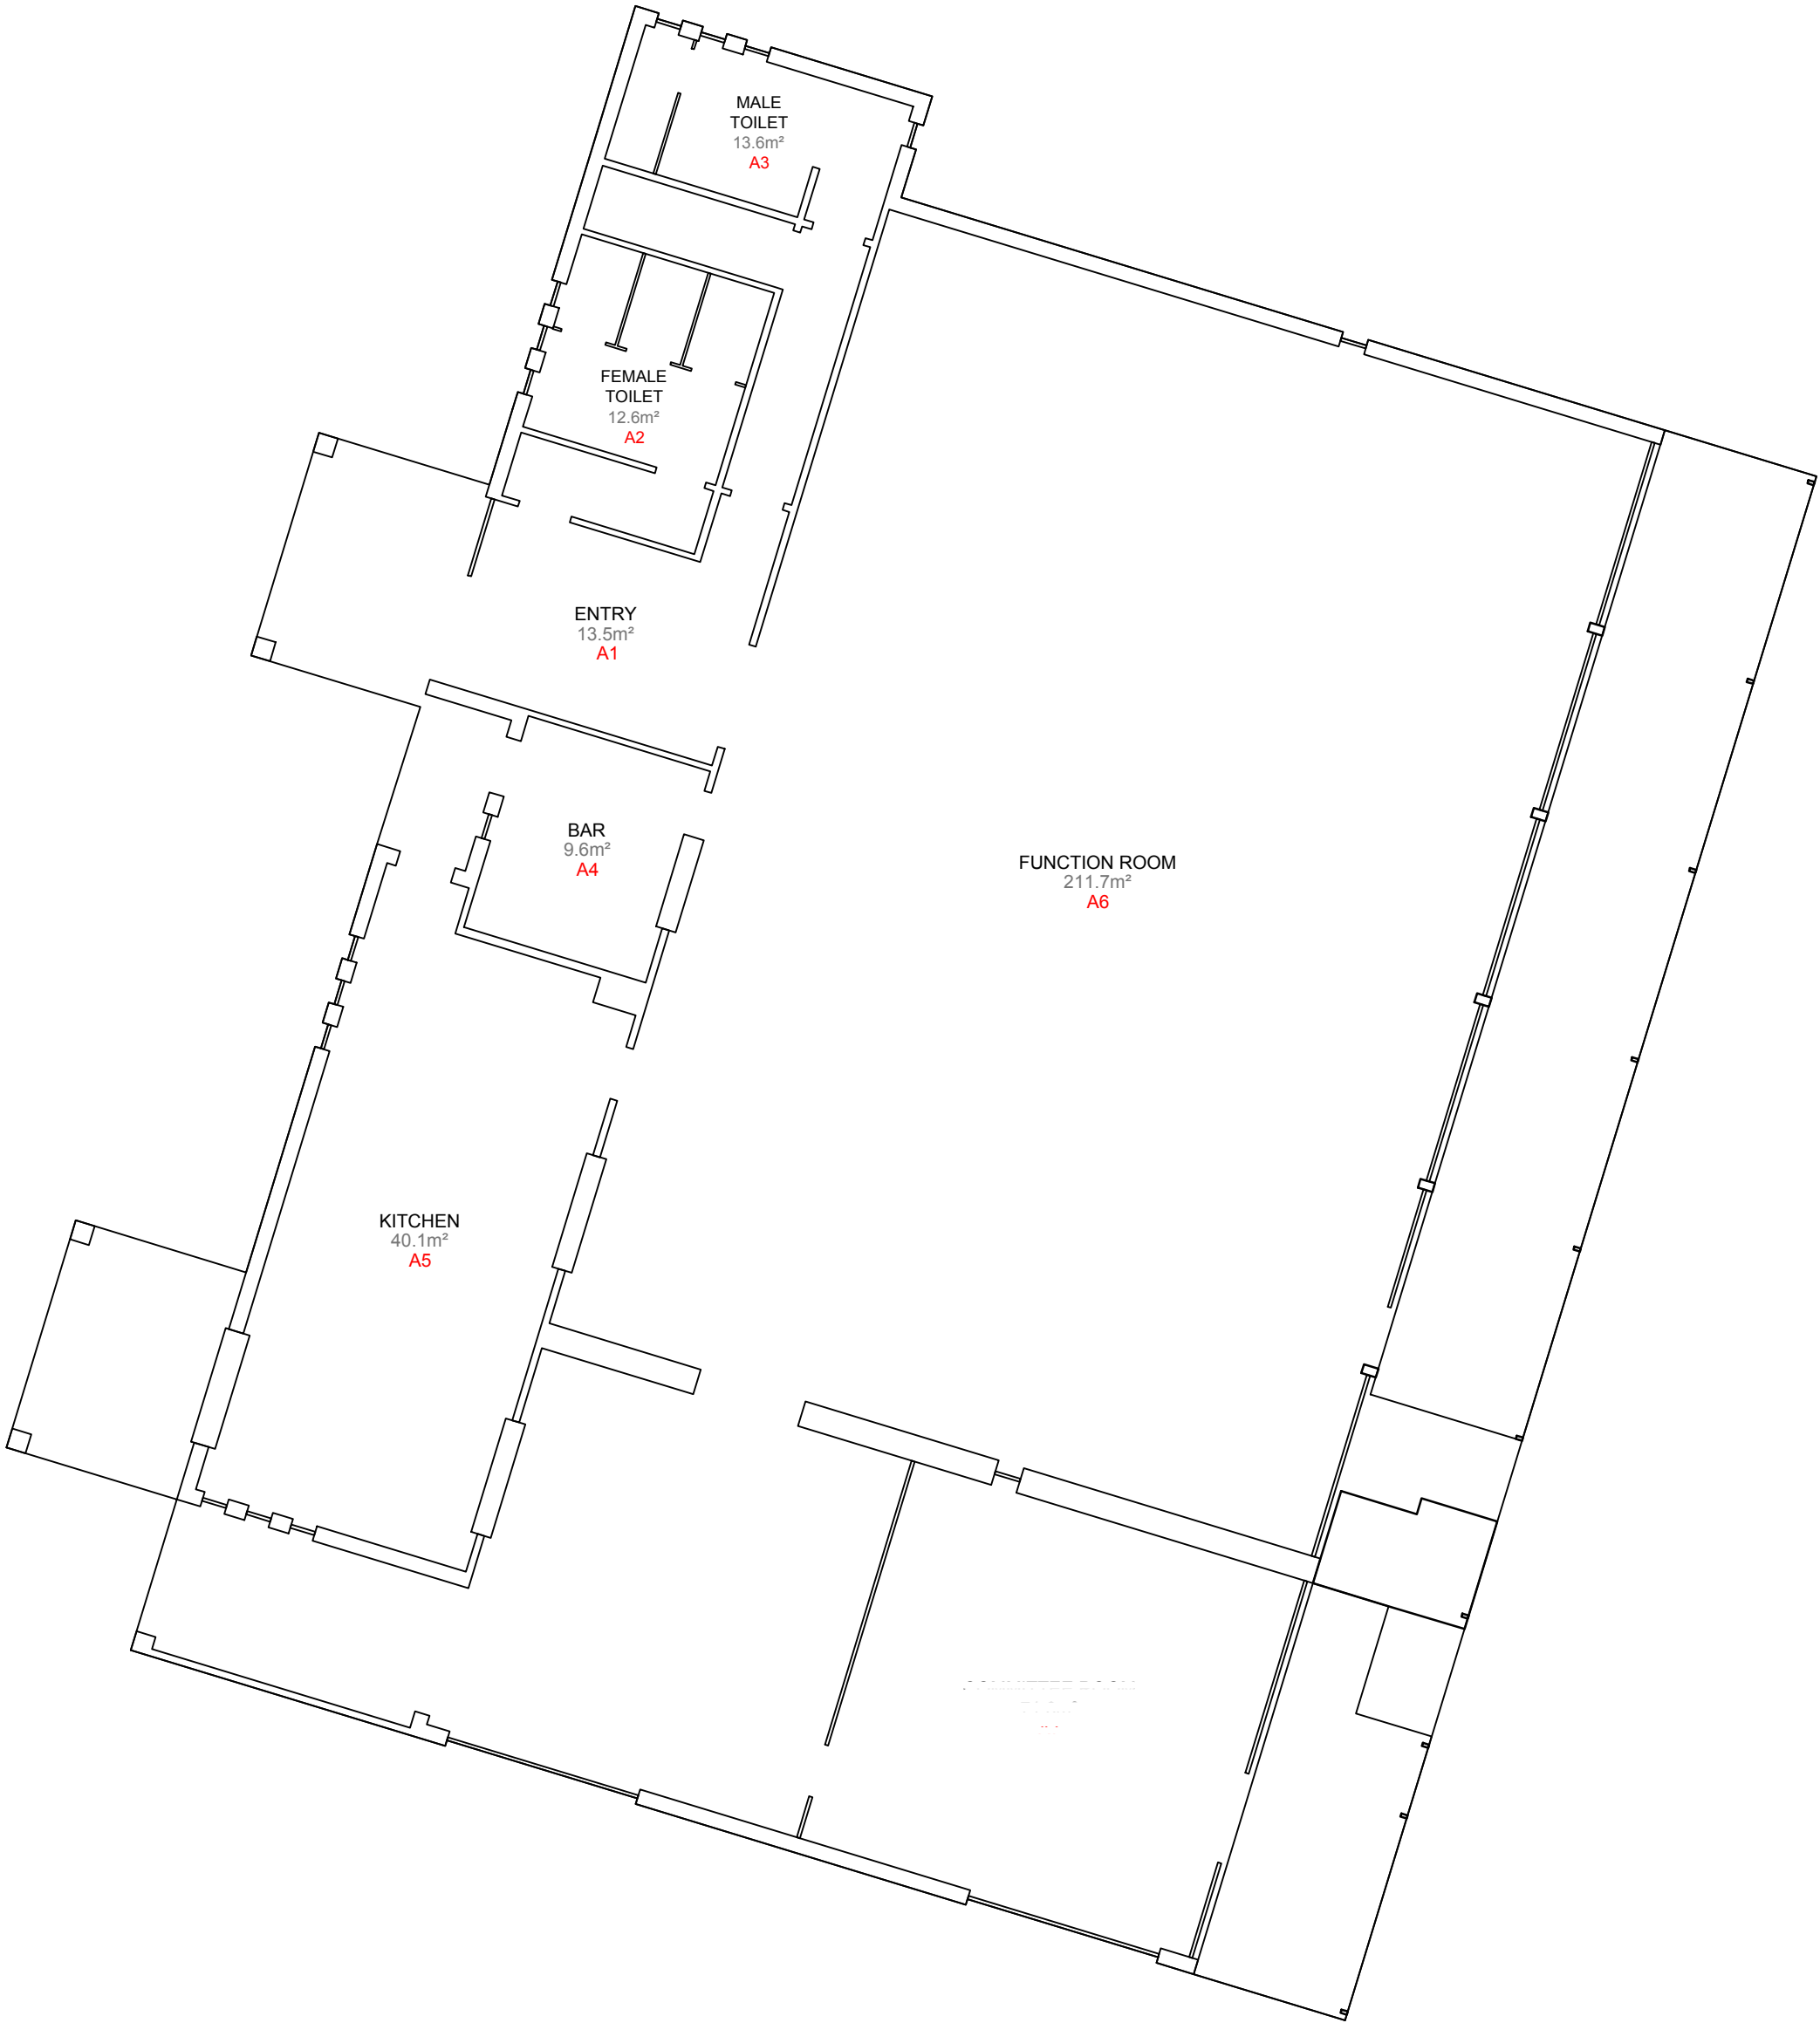 MALE
TOILET
13.6m²
A3
FEMALE
TOILET
12.6m²
A2
ENTRY
13.5m²
A1
BAR
9.6m²
A4
FUNCTION ROOM
211.7m²
A6
KITCHEN
40.1m²
A5